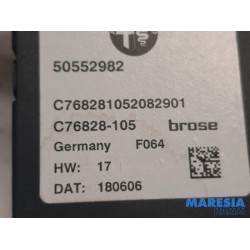 50552982
C768281052082901
C76828-105 brose
Germany F064
HW: 17
DAT: 180606
MARESIA